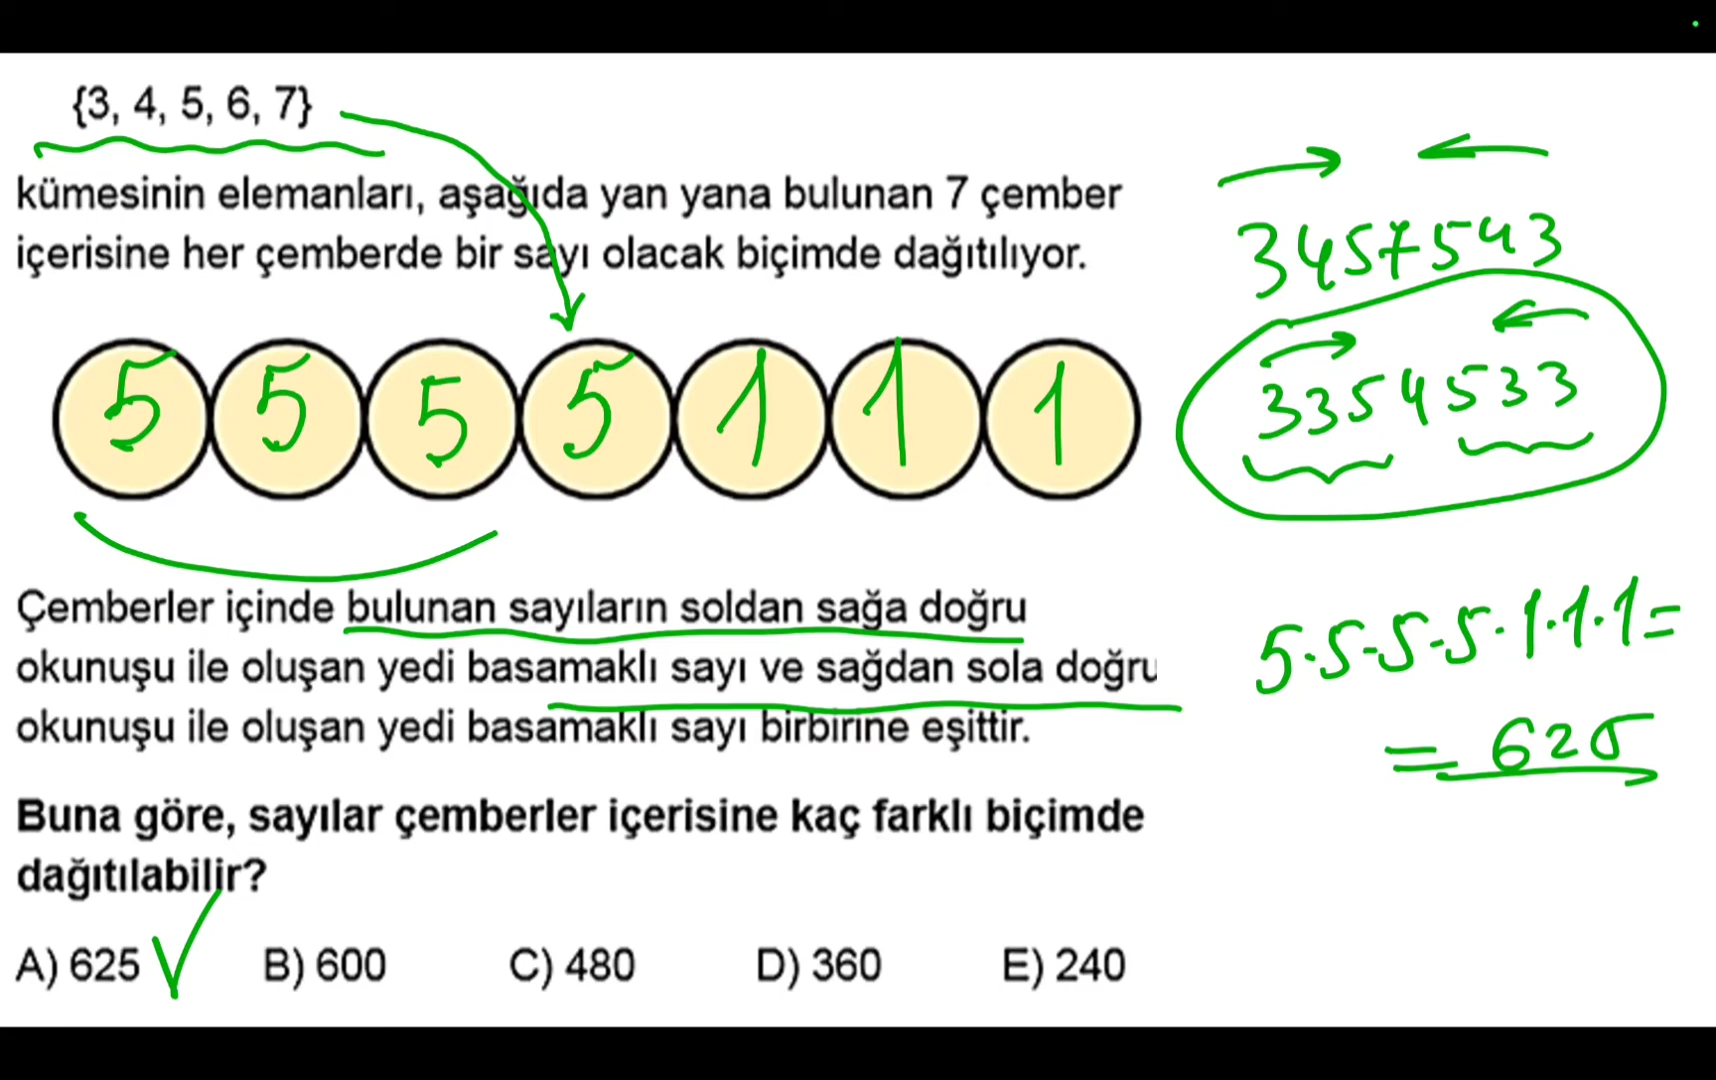 {3, 4, 5, 6, 7}
kümesinin elemanları, aşağıda yan yana bulunan 7 çember
içerisine her çemberde bir sayı olacak biçimde dağıtılıyor.
3457543
5 5 5 5 1 1 1
3354533
Çemberler içinde bulunan sayıların soldan sağa doğru
okunuşu ile oluşan yedi basamaklı sayı ve sağdan sola doğru
okunuşu ile oluşan yedi basamaklı sayı birbirine eşittir.
5·5·5·5·1·1·1=
= 625
Buna göre, sayılar çemberler içerisine kaç farklı biçimde
dağıtılabilir?
A) 625 B) 600 C) 480 D) 360 E) 240